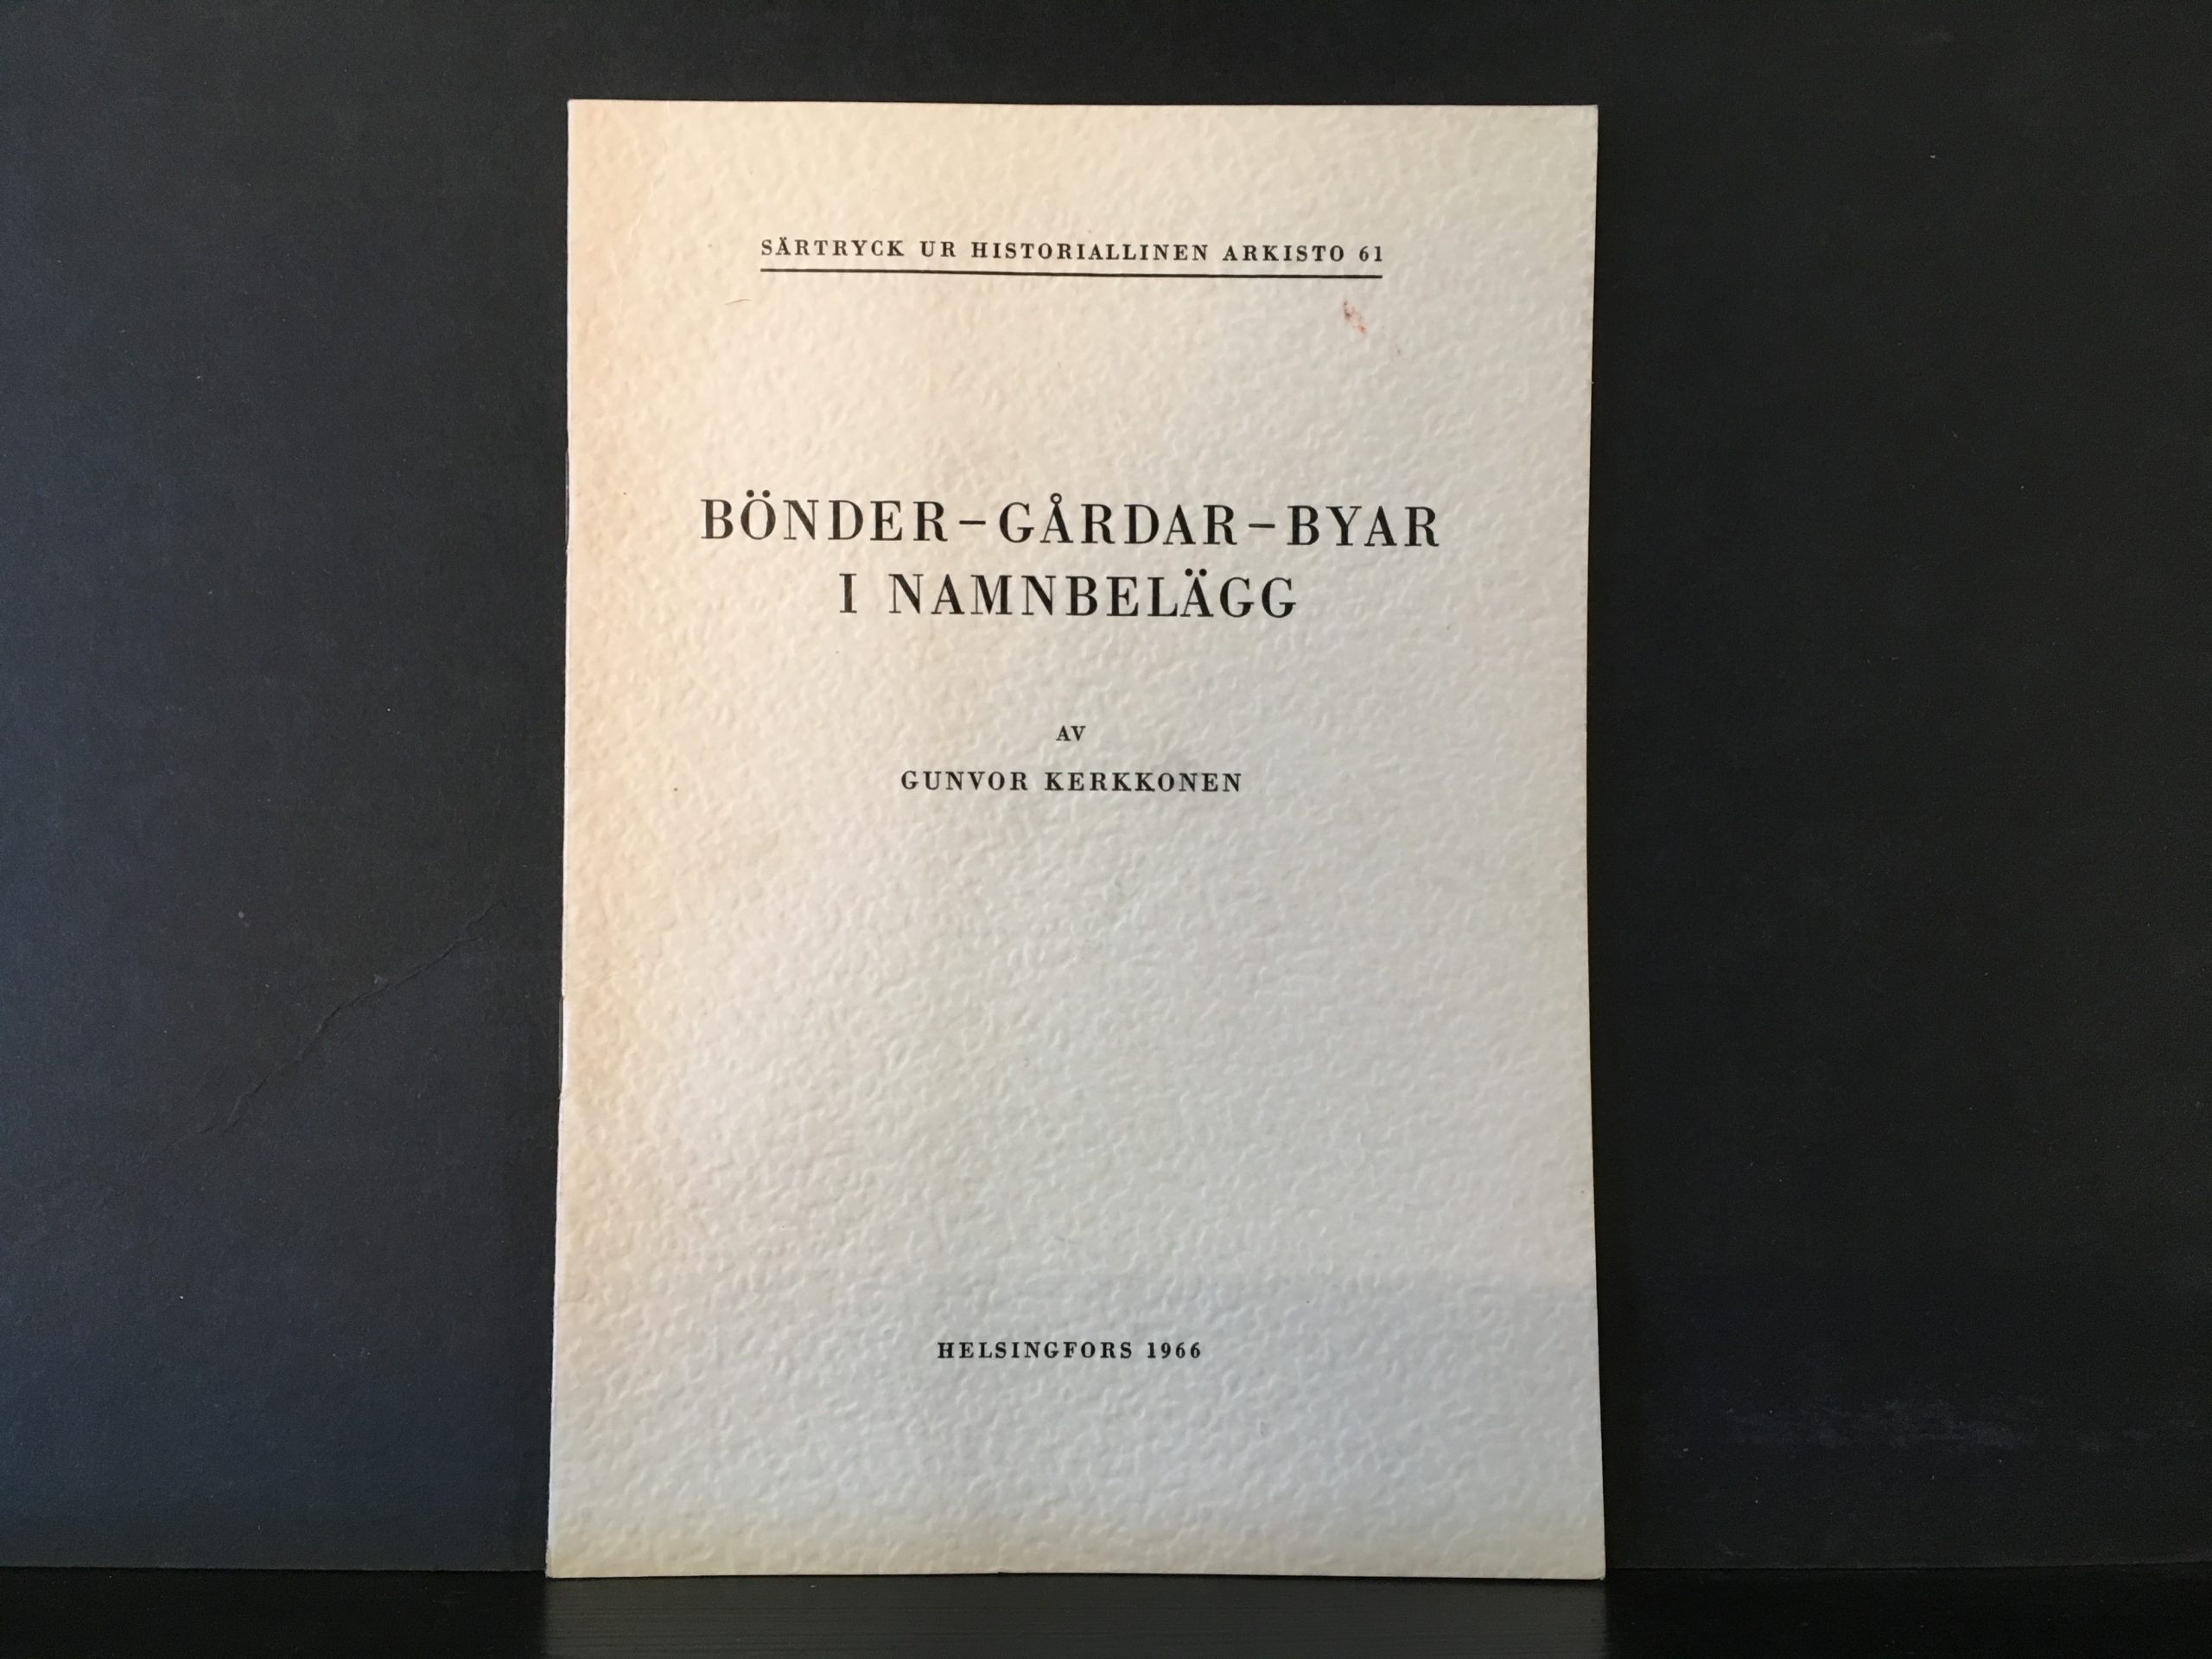 SÄRTRYCK UR HISTORIALLINEN ARKISTO 61
BÖNDER–GÅRDAR–BYAR
I NAMNBELÄGG
AV
GUNVOR KERKKONEN
HELSINGFORS 1966